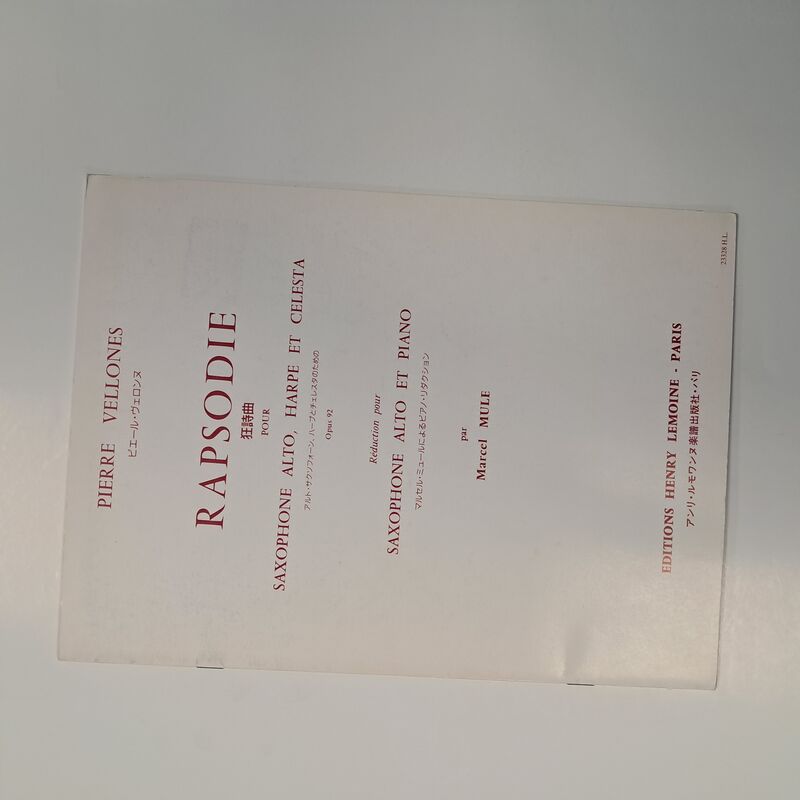 PIERRE VELLONES
ピエール・ヴェロンヌ
RAPSODIE
狂詩曲
POUR
SAXOPHONE ALTO, HARPE ET CELESTA
アルト・サクソフォーン、ハープとチェレスタのための
Opus 92
Réduction pour
SAXOPHONE ALTO ET PIANO
マルセル・ミュールによるピアノ・リダクション
par
Marcel MULE
EDITIONS HENRY LEMOINE - PARIS
アンリ・ルモワンヌ楽譜出版社・パリ
23328 H.L.